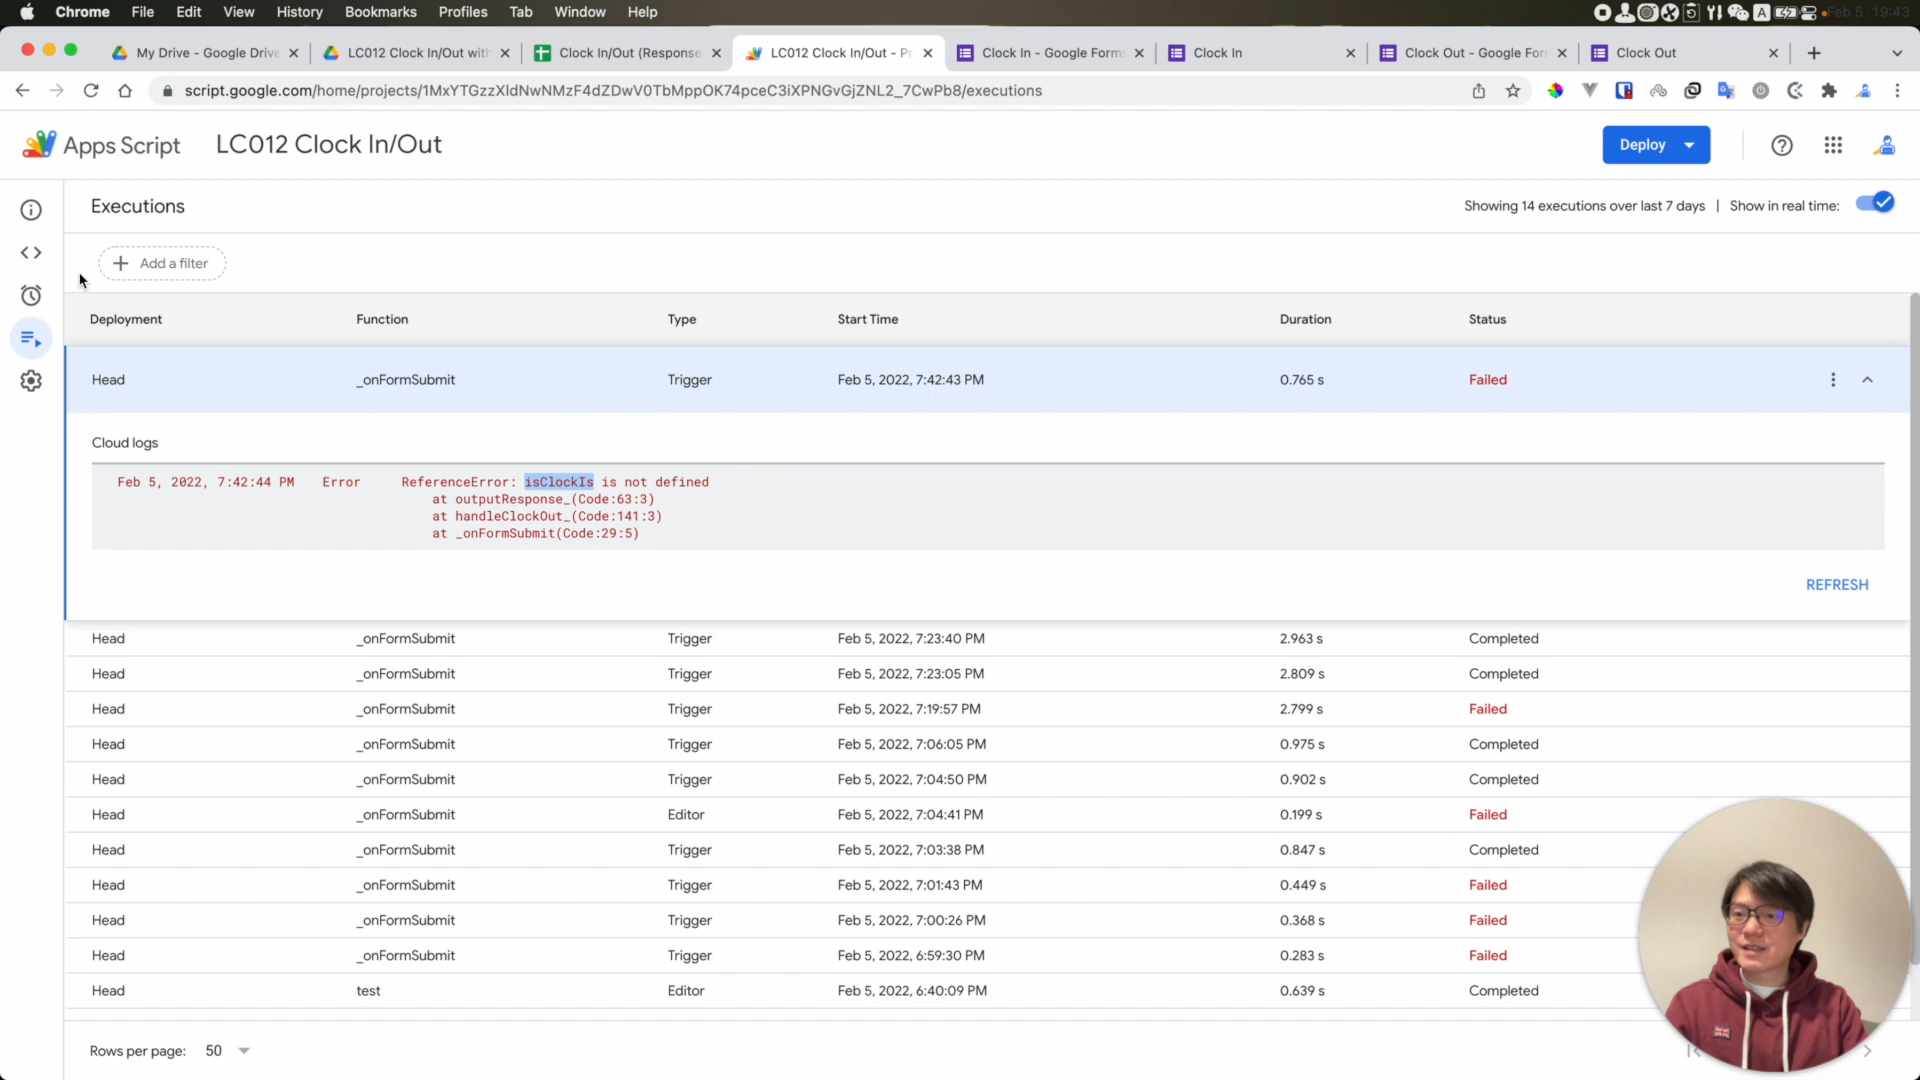 Chrome File Edit View History Bookmarks Profiles Tab Window Help
Feb 5 19:43
My Drive - Google Drive
LC012 Clock In/Out with
Clock In/Out (Response
LC012 Clock In/Out - Pr
Clock In - Google Forms
Clock In
Clock Out - Google For
Clock Out
script.google.com/home/projects/1MxYTGzzXIdNwNMzF4dZDwV0TbMppOK74pceC3iXPNGvGjZNL2_7CwPb8/executions
Apps Script
LC012 Clock In/Out
Deploy
Executions
Showing 14 executions over last 7 days | Show in real time:
Add a filter
Deployment Function Type Start Time Duration Status
Head _onFormSubmit Trigger Feb 5, 2022, 7:42:43 PM 0.765 s Failed
Cloud logs
Feb 5, 2022, 7:42:44 PM Error ReferenceError: isClockIs is not defined
at outputResponse_(Code:63:3)
at handleClockOut_(Code:141:3)
at _onFormSubmit(Code:29:5)
REFRESH
Head _onFormSubmit Trigger Feb 5, 2022, 7:23:40 PM 2.963 s Completed
Head _onFormSubmit Trigger Feb 5, 2022, 7:23:05 PM 2.809 s Completed
Head _onFormSubmit Trigger Feb 5, 2022, 7:19:57 PM 2.799 s Failed
Head _onFormSubmit Trigger Feb 5, 2022, 7:06:05 PM 0.975 s Completed
Head _onFormSubmit Trigger Feb 5, 2022, 7:04:50 PM 0.902 s Completed
Head _onFormSubmit Editor Feb 5, 2022, 7:04:41 PM 0.199 s Failed
Head _onFormSubmit Trigger Feb 5, 2022, 7:03:38 PM 0.847 s Completed
Head _onFormSubmit Trigger Feb 5, 2022, 7:01:43 PM 0.449 s Failed
Head _onFormSubmit Trigger Feb 5, 2022, 7:00:26 PM 0.368 s Failed
Head _onFormSubmit Trigger Feb 5, 2022, 6:59:30 PM 0.283 s Failed
Head test Editor Feb 5, 2022, 6:40:09 PM 0.639 s Completed
Rows per page: 50